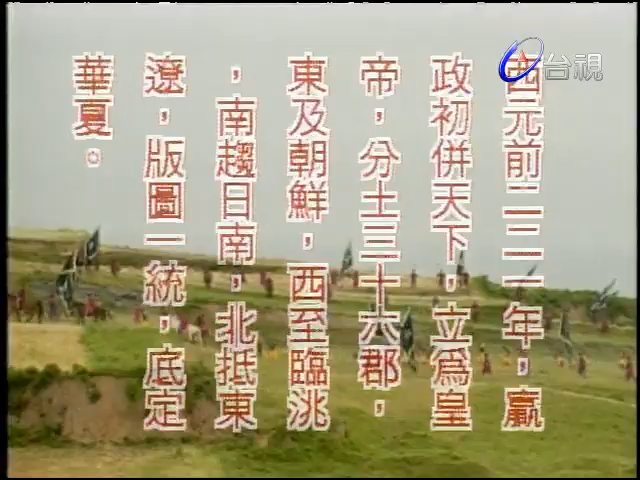 台視
西元前二二一年，嬴
政初併天下，立爲皇
帝，分土三十六郡，
東及朝鮮，西至臨洮
，南趨日南，北抵東
遼，版圖一統，底定
華夏。